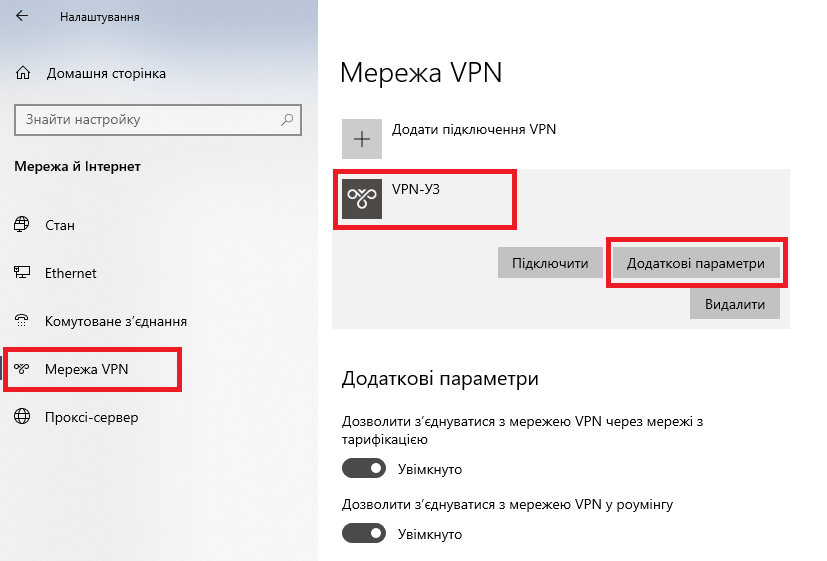 Налаштування
Домашня сторінка
Знайти настройку
Мережа й Інтернет
Стан
Ethernet
Комутоване з’єднання
Мережа VPN
Проксі-сервер
Мережа VPN
Додати підключення VPN
VPN-УЗ
Підключити
Додаткові параметри
Видалити
Додаткові параметри
Дозволити з’єднуватися з мережею VPN через мережі з
тарифікацією
Увімкнуто
Дозволити з’єднуватися з мережею VPN у роумінгу
Увімкнуто